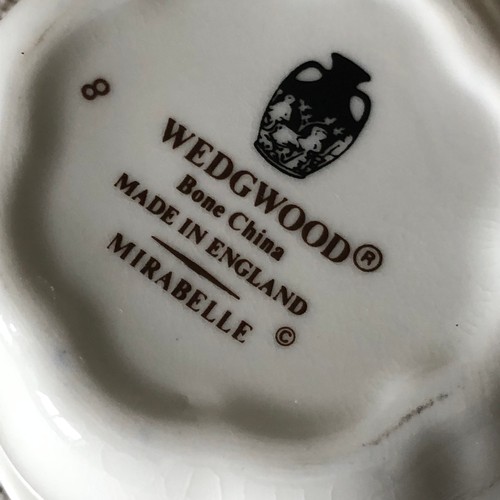 8
WEDGWOOD®
Bone China
MADE IN ENGLAND
MIRABELLE ©